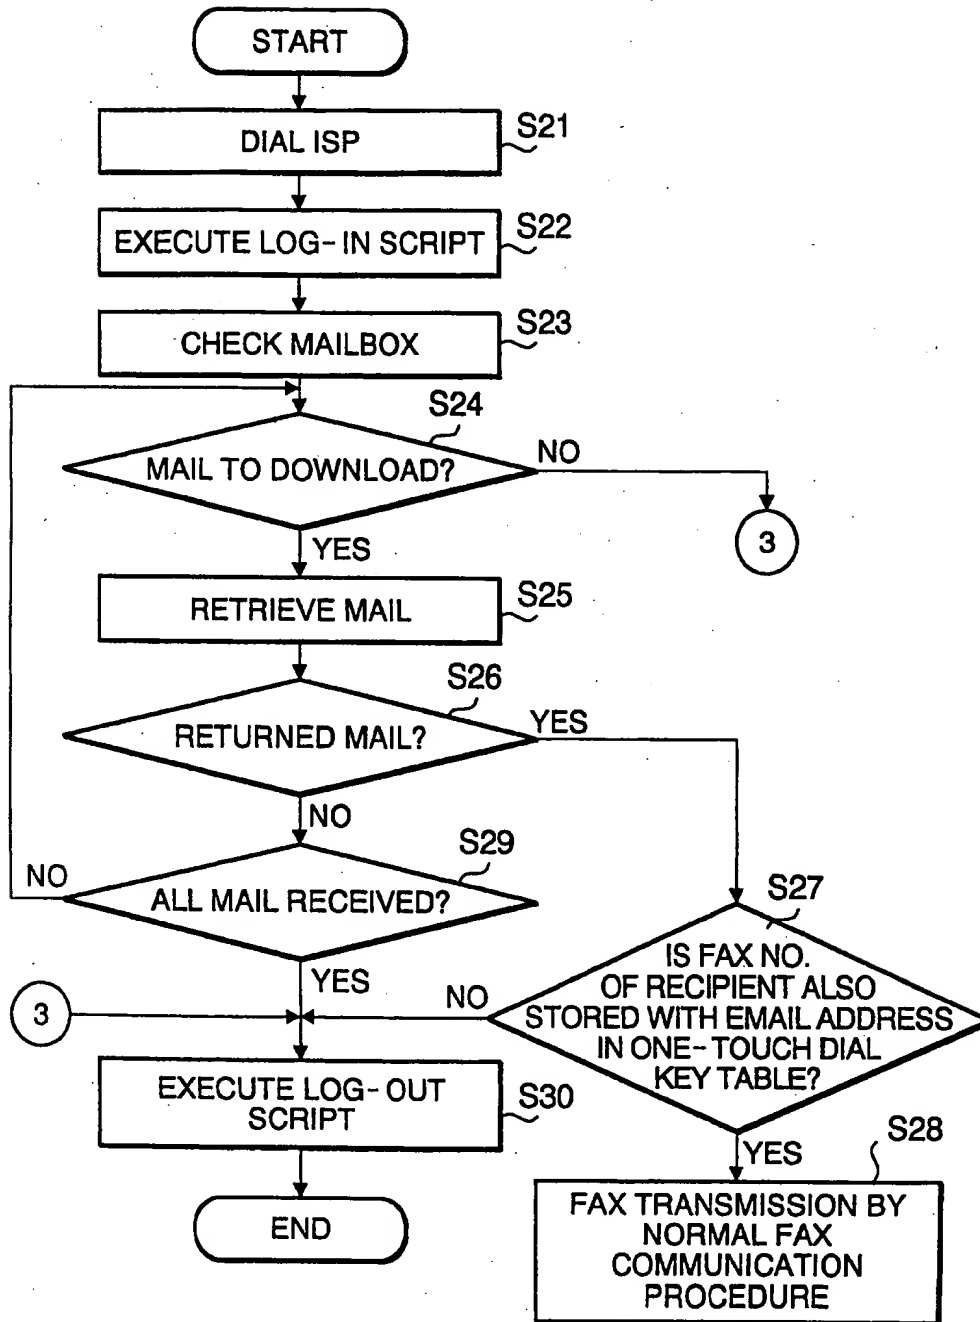 START
DIAL ISP
S21
EXECUTE LOG-IN SCRIPT
S22
CHECK MAILBOX
S23
S24
MAIL TO DOWNLOAD?
NO
3
YES
RETRIEVE MAIL
S25
S26
RETURNED MAIL?
YES
NO
S29
NO
ALL MAIL RECEIVED?
YES
S27
IS FAX NO.
OF RECIPIENT ALSO
STORED WITH EMAIL ADDRESS
IN ONE-TOUCH DIAL
KEY TABLE?
NO
3
EXECUTE LOG-OUT
SCRIPT
S30
YES
S28
FAX TRANSMISSION BY
NORMAL FAX
COMMUNICATION
PROCEDURE
END